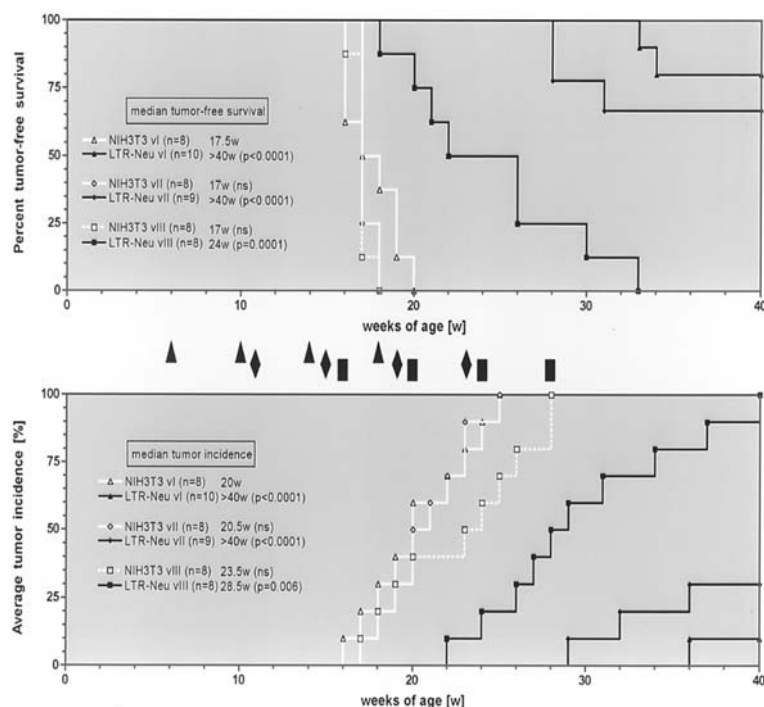 Percent tumor-free survival
100
75
50
25
0
median tumor-free survival
NIH3T3 vI (n=8) 17.5w
LTR-Neu vI (n=10) >40w (p<0.0001)
NIH3T3 vII (n=8) 17w (ns)
LTR-Neu vII (n=9) >40w (p<0.0001)
NIH3T3 vIII (n=8) 17w (ns)
LTR-Neu vIII (n=8) 24w (p=0.0001)
0 10 20 30 40
weeks of age [w]
Average tumor incidence [%]
100
75
50
25
0
median tumor incidence
NIH3T3 vI (n=8) 20w
LTR-Neu vI (n=10) >40w (p<0.0001)
NIH3T3 vII (n=8) 20.5w (ns)
LTR-Neu vII (n=9) >40w (p<0.0001)
NIH3T3 vIII (n=8) 23.5w (ns)
LTR-Neu vIII (n=8) 28.5w (p=0.006)
0 10 20 30 40
weeks of age [w]